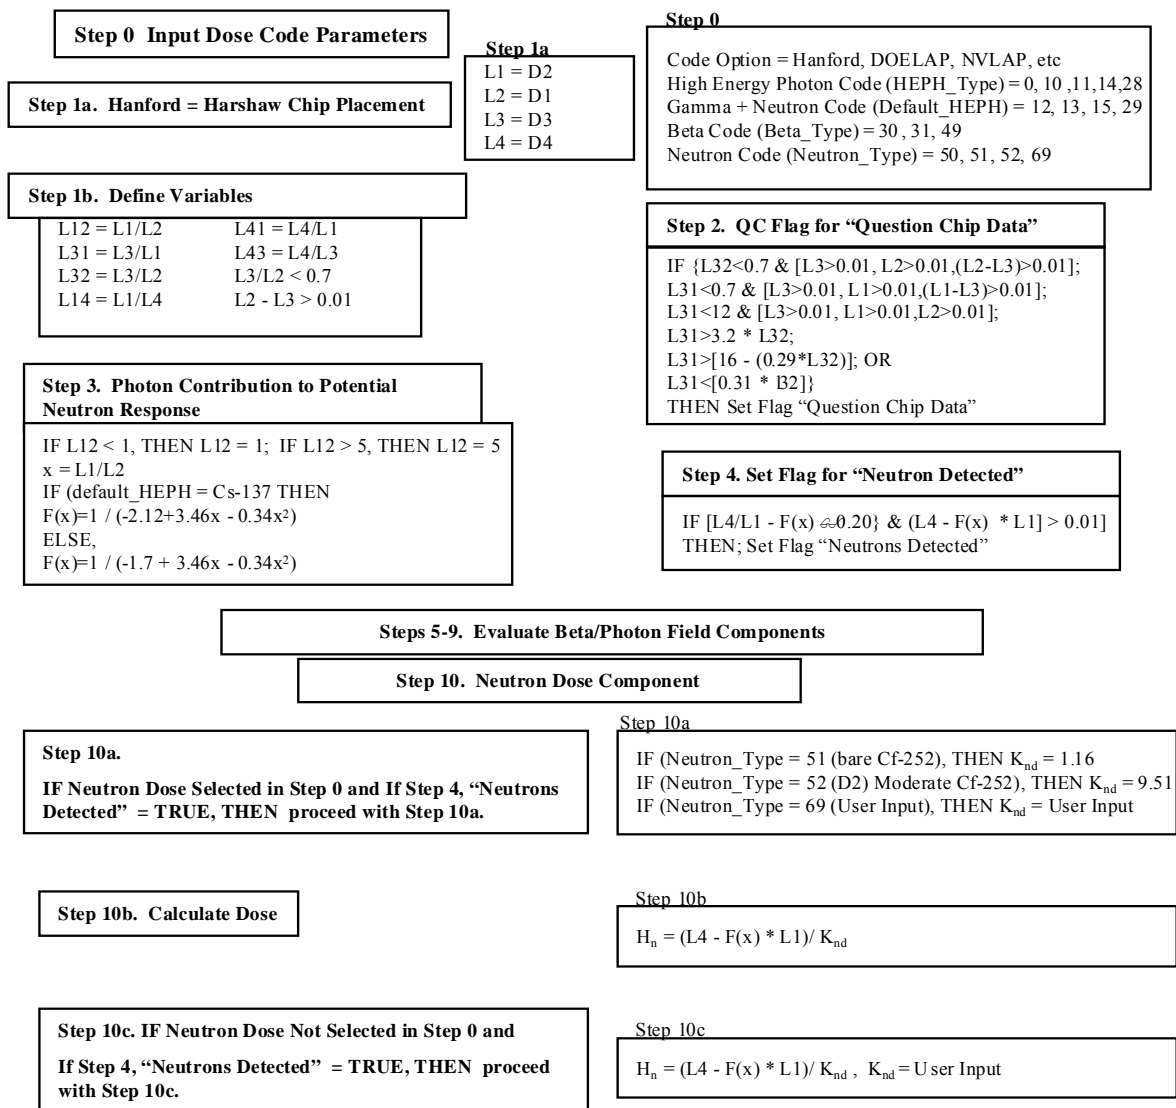 Step 0  Input Dose Code Parameters
Step 1a. Hanford = Harshaw Chip Placement
Step 1a
L1 = D2
L2 = D1
L3 = D3
L4 = D4
Step 0
Code Option = Hanford, DOELAP, NVLAP, etc
High Energy Photon Code (HEPH_Type) = 0, 10 ,11,14,28
Gamma + Neutron Code (Default_HEPH) = 12, 13, 15, 29
Beta Code (Beta_Type) = 30 , 31, 49
Neutron Code (Neutron_Type) = 50, 51, 52, 69
Step 1b.  Define Variables
L12 = L1/L2 L41 = L4/L1
L31 = L3/L1 L43 = L4/L3
L32 = L3/L2 L3/L2 < 0.7
L14 = L1/L4 L2 - L3 > 0.01
Step 2.  QC Flag for “Question Chip Data”
IF {L32<0.7 & [L3>0.01, L2>0.01,(L2-L3)>0.01];
L31<0.7 & [L3>0.01, L1>0.01,(L1-L3)>0.01];
L31<12 & [L3>0.01, L1>0.01,L2>0.01];
L31>3.2 * L32;
L31>[16 - (0.29*L32)]; OR
L31<[0.31 * l32]}
THEN Set Flag “Question Chip Data”
Step 3.  Photon Contribution to Potential
Neutron Response
IF L12 < 1, THEN L12 = 1;  IF L12 > 5, THEN L12 = 5
x = L1/L2
IF (default_HEPH = Cs-137 THEN
F(x)=1 / (-2.12+3.46x - 0.34x²)
ELSE,
F(x)=1 / (-1.7 + 3.46x - 0.34x²)
Step 4. Set Flag for “Neutron Detected”
IF [L4/L1 - F(x) 0.20} & (L4 - F(x)  * L1] > 0.01]
THEN; Set Flag “Neutrons Detected”
Steps 5-9.  Evaluate Beta/Photon Field Components
Step 10.  Neutron Dose Component
Step 10a.
IF Neutron Dose Selected in Step 0 and If Step 4, “Neutrons
Detected”  = TRUE, THEN  proceed with Step 10a.
Step 10a
IF (Neutron_Type = 51 (bare Cf-252), THEN Knd = 1.16
IF (Neutron_Type = 52 (D2) Moderate Cf-252), THEN Knd = 9.51
IF (Neutron_Type = 69 (User Input), THEN Knd = User Input
Step 10b.  Calculate Dose
Step 10b
Hn = (L4 - F(x) * L1)/ Knd
Step 10c. IF Neutron Dose Not Selected in Step 0 and
If Step 4, “Neutrons Detected”  = TRUE, THEN  proceed
with Step 10c.
Step 10c
Hn = (L4 - F(x) * L1)/ Knd ,  Knd = User Input